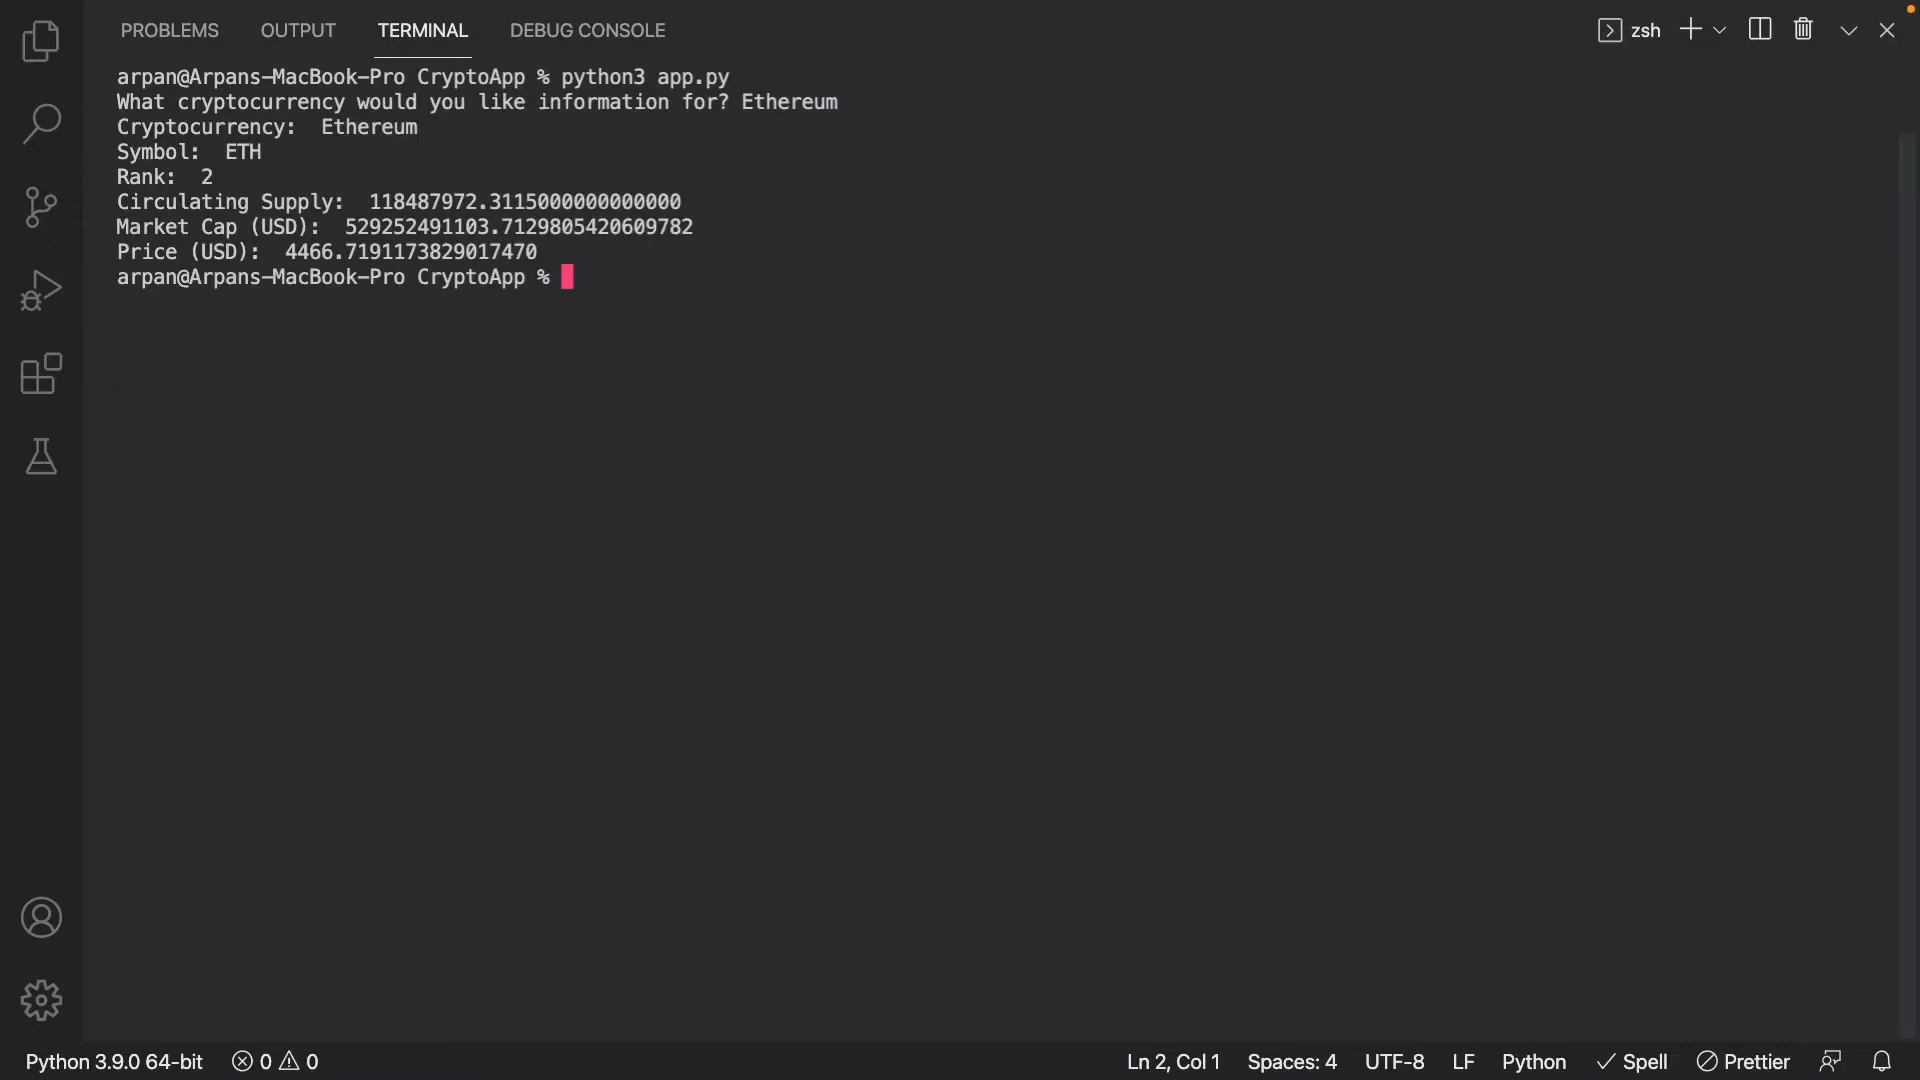 PROBLEMS OUTPUT TERMINAL DEBUG CONSOLE zsh
arpan@Arpans-MacBook-Pro CryptoApp % python3 app.py
What cryptocurrency would you like information for? Ethereum
Cryptocurrency:  Ethereum
Symbol:  ETH
Rank:  2
Circulating Supply:  118487972.3115000000000000
Market Cap (USD):  529252491103.7129805420609782
Price (USD):  4466.7191173829017470
arpan@Arpans-MacBook-Pro CryptoApp %
Python 3.9.0 64-bit 0 0 Ln 2, Col 1 Spaces: 4 UTF-8 LF Python Spell Prettier